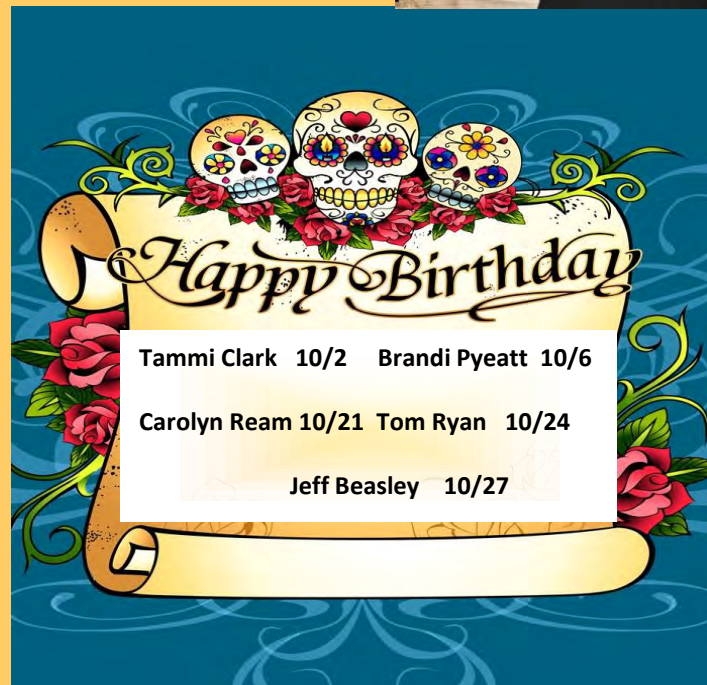 Happy Birthday
Tammi Clark 10/2 Brandi Pyeatt 10/6
Carolyn Ream 10/21 Tom Ryan 10/24
Jeff Beasley 10/27